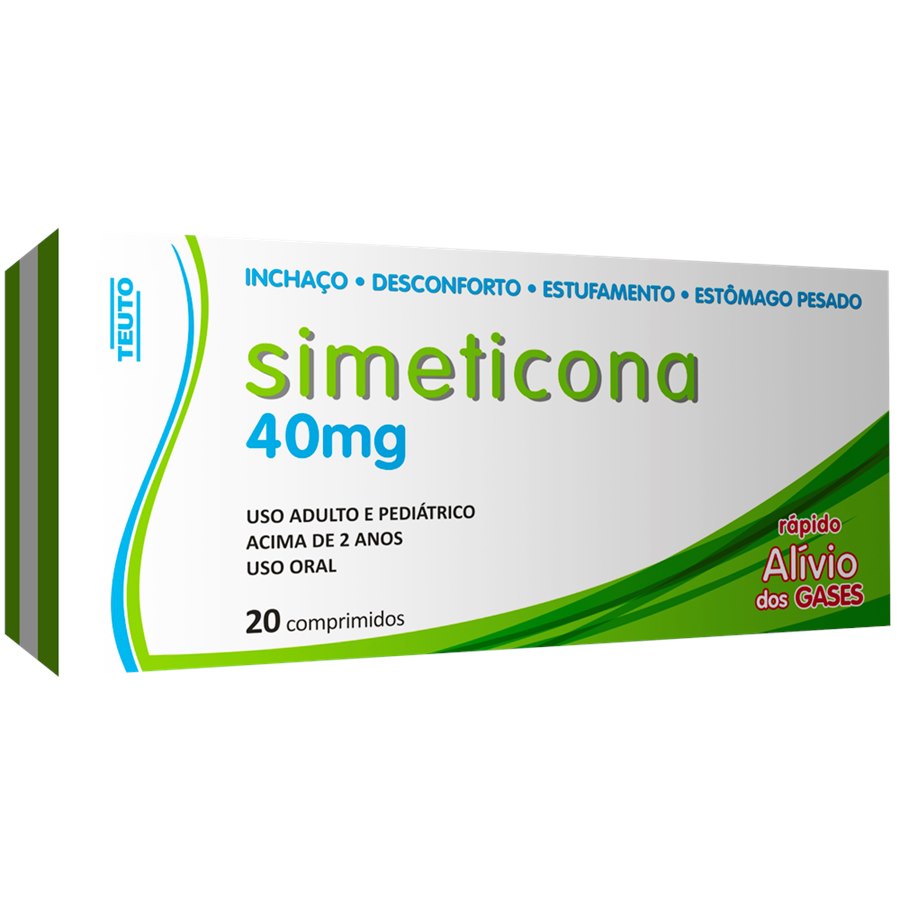 TEUTO
INCHAÇO • DESCONFORTO • ESTUFAMENTO • ESTÔMAGO PESADO
simeticona
40mg
USO ADULTO E PEDIÁTRICO
ACIMA DE 2 ANOS
USO ORAL
20 comprimidos
rápido
Alívio
dos GASES